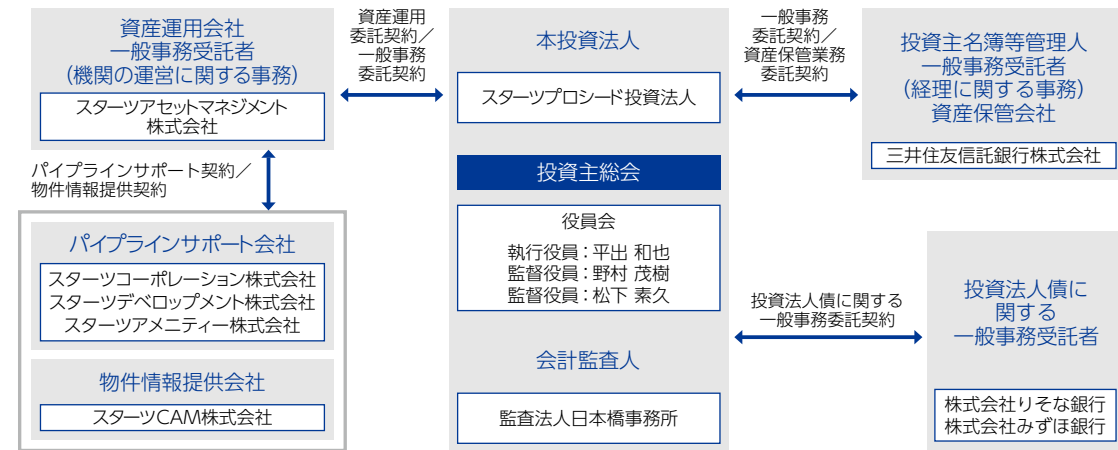 資産運用会社
一般事務受託者
(機関の運営に関する事務)
スターツアセットマネジメント
株式会社
資産運用
委託契約/
一般事務
委託契約
パイプラインサポート契約/
物件情報提供契約
パイプラインサポート会社
スターツコーポレーション株式会社
スターツデベロップメント株式会社
スターツアメニティー株式会社
物件情報提供会社
スターツCAM株式会社
本投資法人
スターツプロシード投資法人
投資主総会
役員会
執行役員:平出 和也
監督役員:野村 茂樹
監督役員:松下 素久
会計監査人
監査法人日本橋事務所
一般事務
委託契約/
資産保管業務
委託契約
投資主名簿等管理人
一般事務受託者
(経理に関する事務)
資産保管会社
三井住友信託銀行株式会社
投資法人債に関する
一般事務委託契約
投資法人債に
関する
一般事務受託者
株式会社りそな銀行
株式会社みずほ銀行